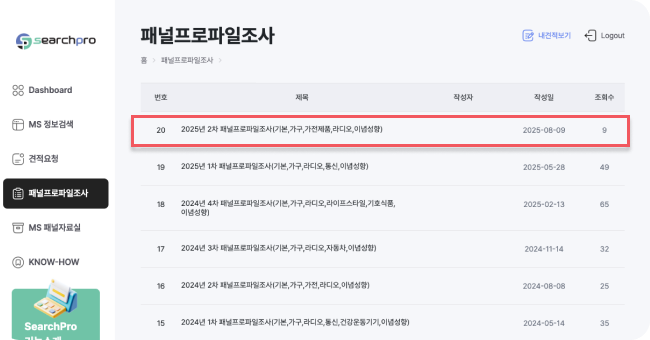 searchpro
패널프로파일조사
내견적보기
Logout
홈 > 패널프로파일조사 >
Dashboard
MS 정보검색
견적요청
패널프로파일조사
MS 패널자료실
KNOW-HOW
SearchPro
번호 제목 작성자 작성일 조회수
20 2025년 2차 패널프로파일조사(기본,가구,가전제품,라디오,이념성향) 2025-08-09 9
19 2025년 1차 패널프로파일조사(기본,가구,라디오,통신,이념성향) 2025-05-28 49
18 2024년 4차 패널프로파일조사(기본,가구,라디오,라이프스타일,기호식품,
이념성향) 2025-02-13 65
17 2024년 3차 패널프로파일조사(기본,가구,라디오,자동차,이념성향) 2024-11-14 32
16 2024년 2차 패널프로파일조사(기본,가구,가전,라디오,이념성향) 2024-08-08 25
15 2024년 1차 패널프로파일조사(기본,가구,라디오,통신,건강운동기기,이념성향) 2024-05-14 35